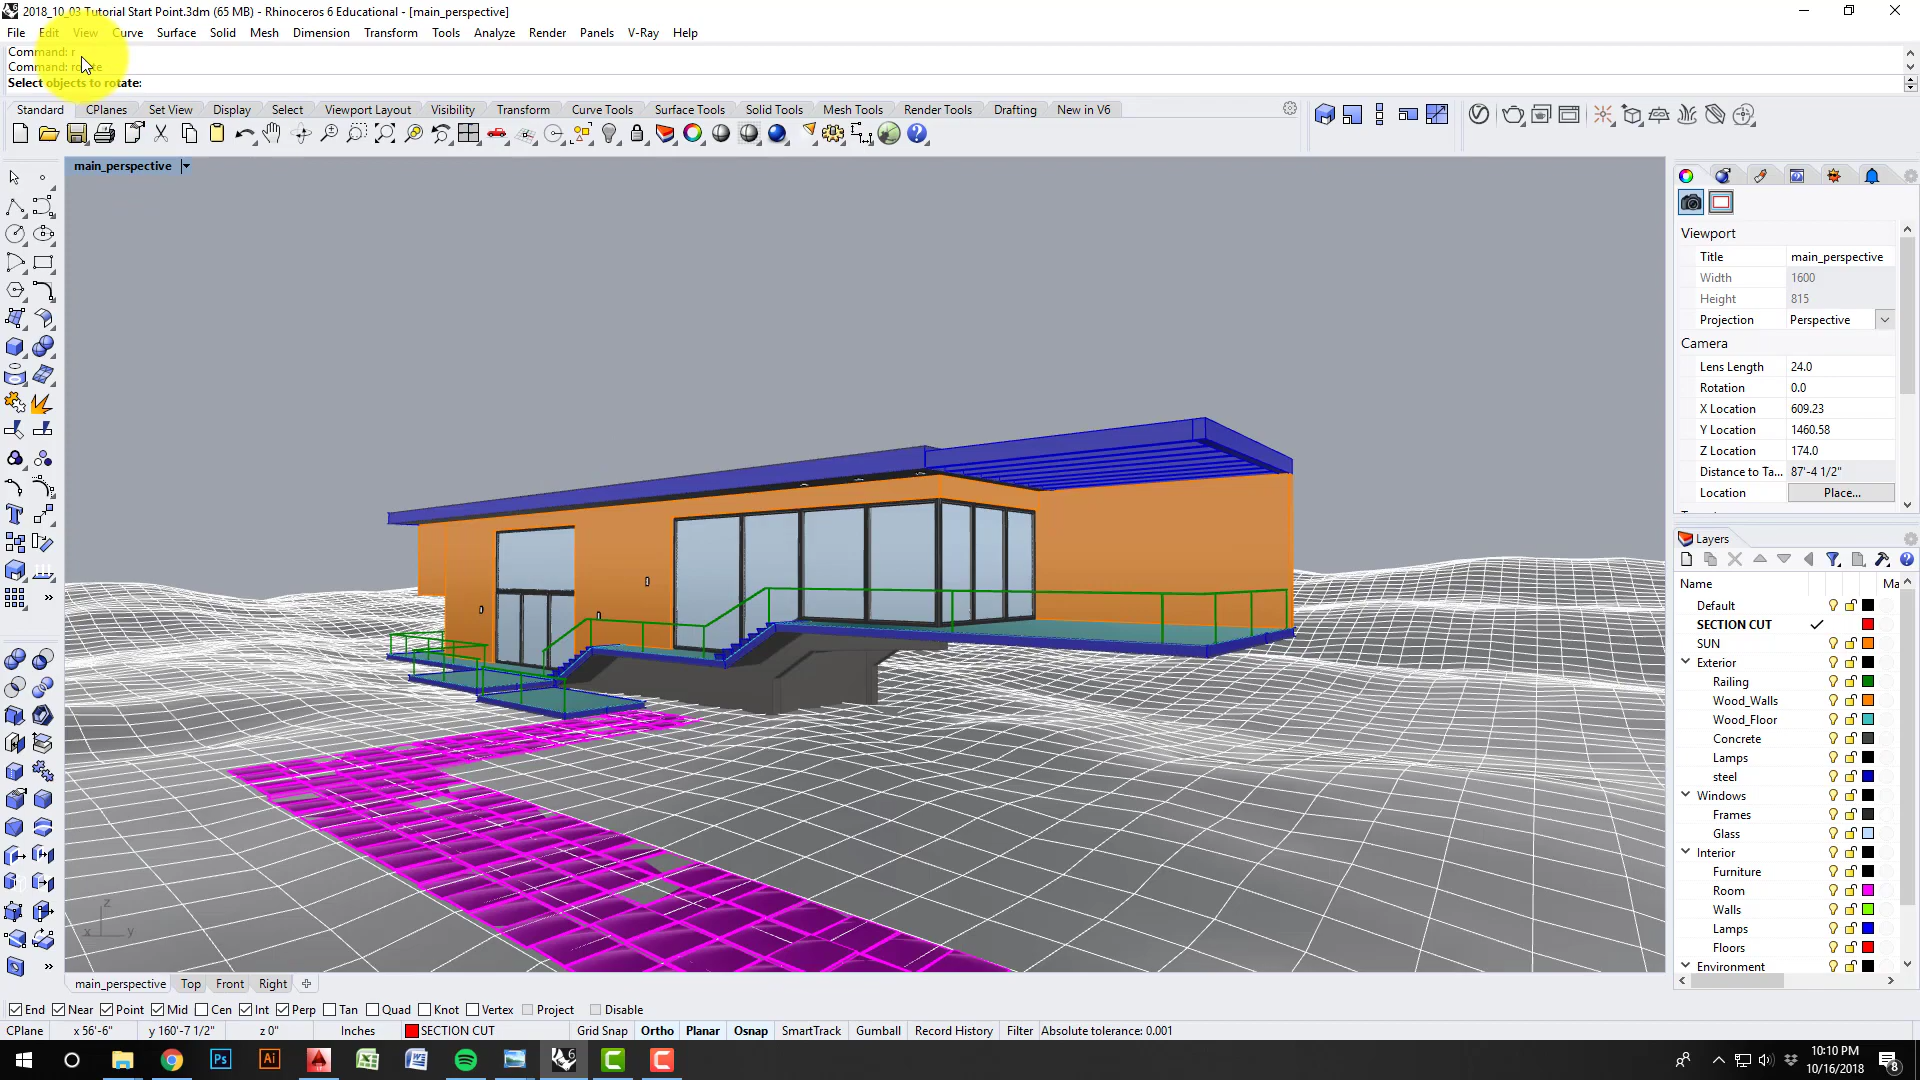 2018_10_03 Tutorial Start Point.3dm (65 MB) - Rhinoceros 6 Educational - [main_perspective]
File Edit View Curve Surface Solid Mesh Dimension Transform Tools Analyze Render Panels V-Ray Help
Command: r
Command: rotate
Select objects to rotate:
Standard CPlanes Set View Display Select Viewport Layout Visibility Transform Curve Tools Surface Tools Solid Tools Mesh Tools Render Tools Drafting New in V6
main_perspective
Viewport
Title main_perspective
Width 1600
Height 815
Projection Perspective
Camera
Lens Length 24.0
Rotation 0.0
X Location 609.23
Y Location 1460.58
Z Location 174.0
Distance to Ta... 87'-4 1/2"
Location Place...
Layers
Name Ma
Default
SECTION CUT
SUN
Exterior
Railing
Wood_Walls
Wood_Floor
Concrete
Lamps
steel
Windows
Frames
Glass
Interior
Furniture
Room
Walls
Lamps
Floors
Environment
z
x y
main_perspective Top Front Right
End Near Point Mid Cen Int Perp Tan Quad Knot Vertex Project Disable
CPlane x 56'-6" y 160'-7 1/2" z 0" Inches SECTION CUT Grid Snap Ortho Planar Osnap SmartTrack Gumball Record History Filter Absolute tolerance: 0.001
Ps Ai 6 C C
10:10 PM
10/16/2018
8